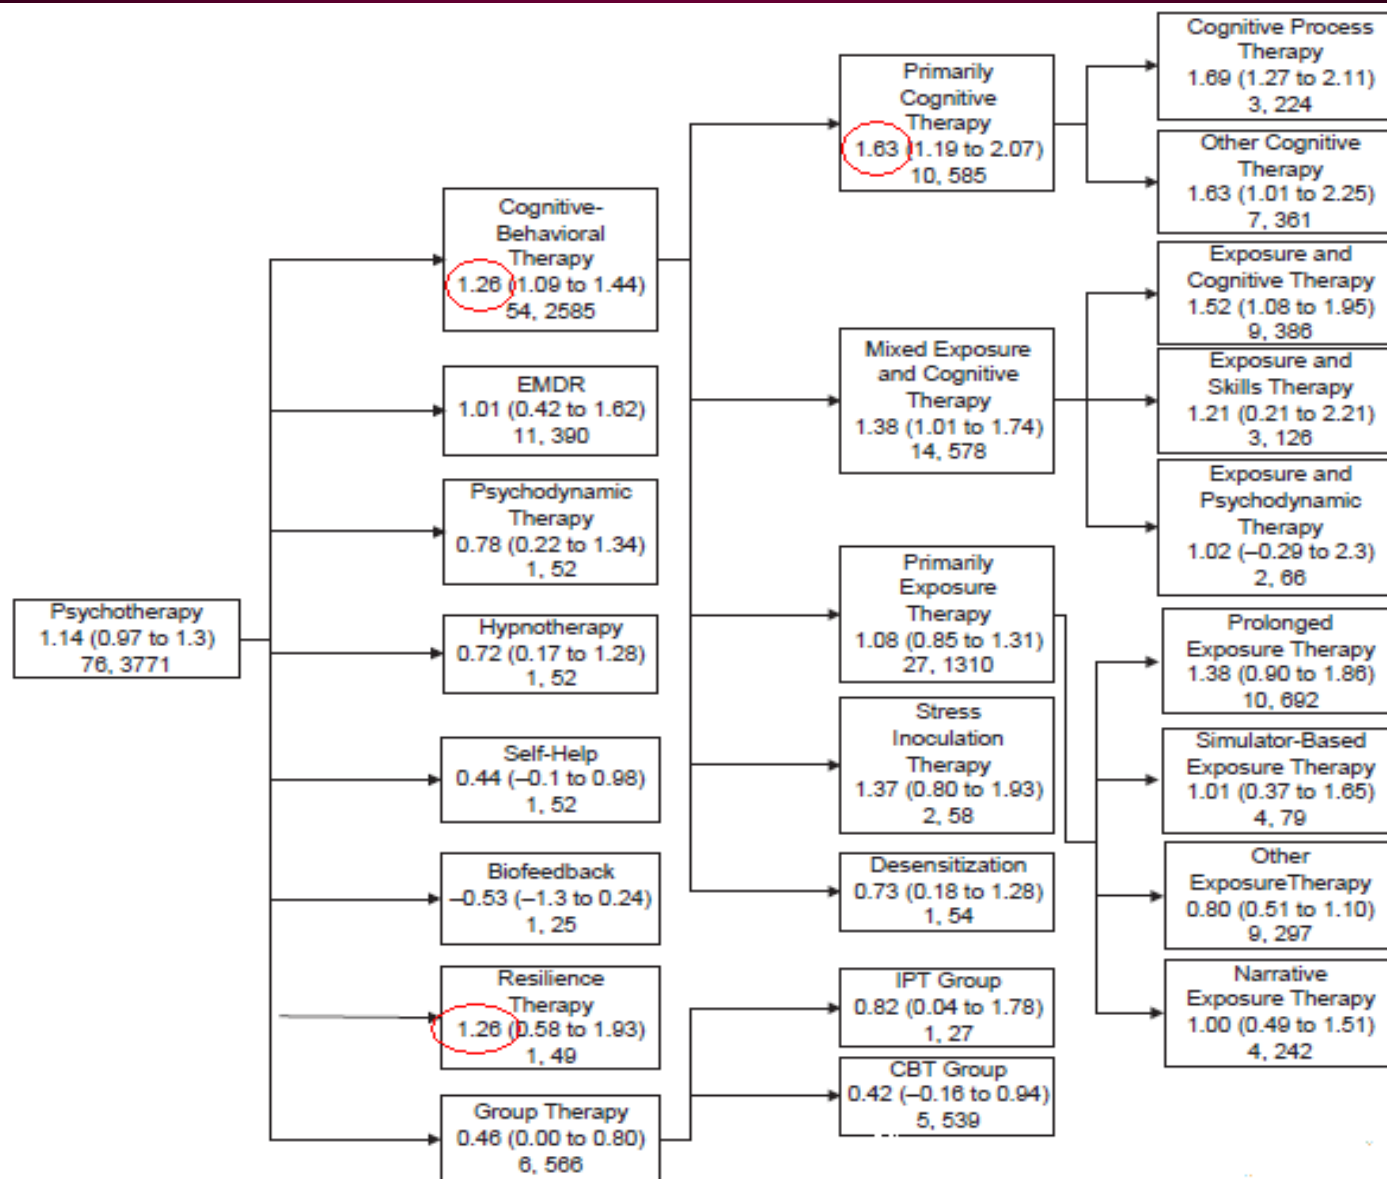 Psychotherapy
1.14 (0.97 to 1.3)
76, 3771
Cognitive-
Behavioral
Therapy
1.26 (1.09 to 1.44)
54, 2585
EMDR
1.01 (0.42 to 1.62)
11, 390
Psychodynamic
Therapy
0.78 (0.22 to 1.34)
1, 52
Hypnotherapy
0.72 (0.17 to 1.28)
1, 52
Self-Help
0.44 (–0.1 to 0.98)
1, 52
Biofeedback
–0.53 (–1.3 to 0.24)
1, 25
Resilience
Therapy
1.26 (0.58 to 1.93)
1, 49
Group Therapy
0.46 (0.00 to 0.80)
6, 566
Primarily
Cognitive
Therapy
1.63 (1.19 to 2.07)
10, 585
Mixed Exposure
and Cognitive
Therapy
1.38 (1.01 to 1.74)
14, 578
Primarily
Exposure
Therapy
1.08 (0.85 to 1.31)
27, 1310
Stress
Inoculation
Therapy
1.37 (0.80 to 1.93)
2, 58
Desensitization
0.73 (0.18 to 1.28)
1, 54
IPT Group
0.82 (0.04 to 1.78)
1, 27
CBT Group
0.42 (–0.16 to 0.94)
5, 539
Cognitive Process
Therapy
1.69 (1.27 to 2.11)
3, 224
Other Cognitive
Therapy
1.63 (1.01 to 2.25)
7, 361
Exposure and
Cognitive Therapy
1.52 (1.08 to 1.95)
9, 386
Exposure and
Skills Therapy
1.21 (0.21 to 2.21)
3, 126
Exposure and
Psychodynamic
Therapy
1.02 (–0.29 to 2.3)
2, 66
Prolonged
Exposure Therapy
1.38 (0.90 to 1.86)
10, 692
Simulator-Based
Exposure Therapy
1.01 (0.37 to 1.65)
4, 79
Other
ExposureTherapy
0.80 (0.51 to 1.10)
9, 297
Narrative
Exposure Therapy
1.00 (0.49 to 1.51)
4, 242